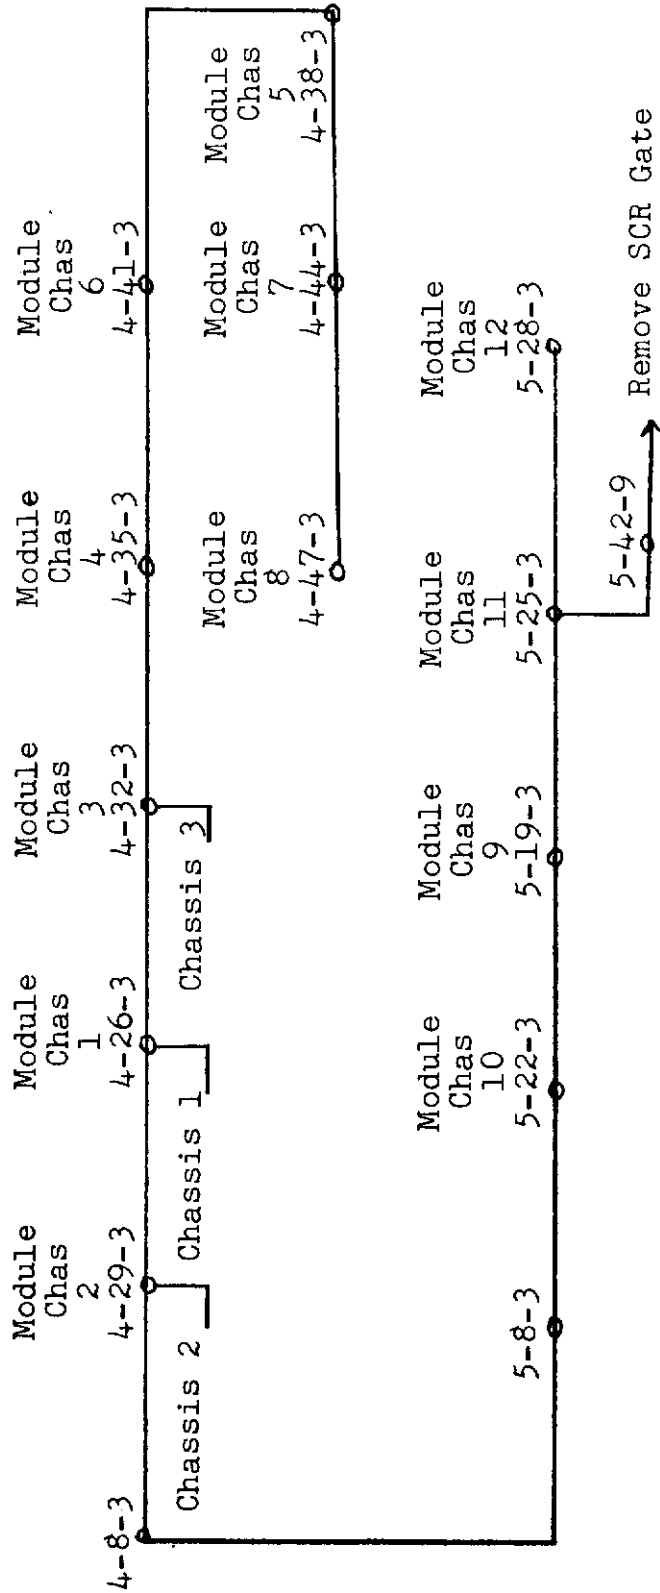 4-8-3
Module
Chas
2
4-29-3
Module
Chas
1
4-26-3
Module
Chas
3
4-32-3
Module
Chas
4
4-35-3
Module
Chas
6
4-41-3
Chassis 2
Chassis 1
Chassis 3
Module
Chas
8
4-47-3
Module
Chas
7
4-44-3
Module
Chas
5
4-38-3
5-8-3
Module
Chas
10
5-22-3
Module
Chas
9
5-19-3
Module
Chas
11
5-25-3
Module
Chas
12
5-28-3
5-42-9
Remove SCR Gate